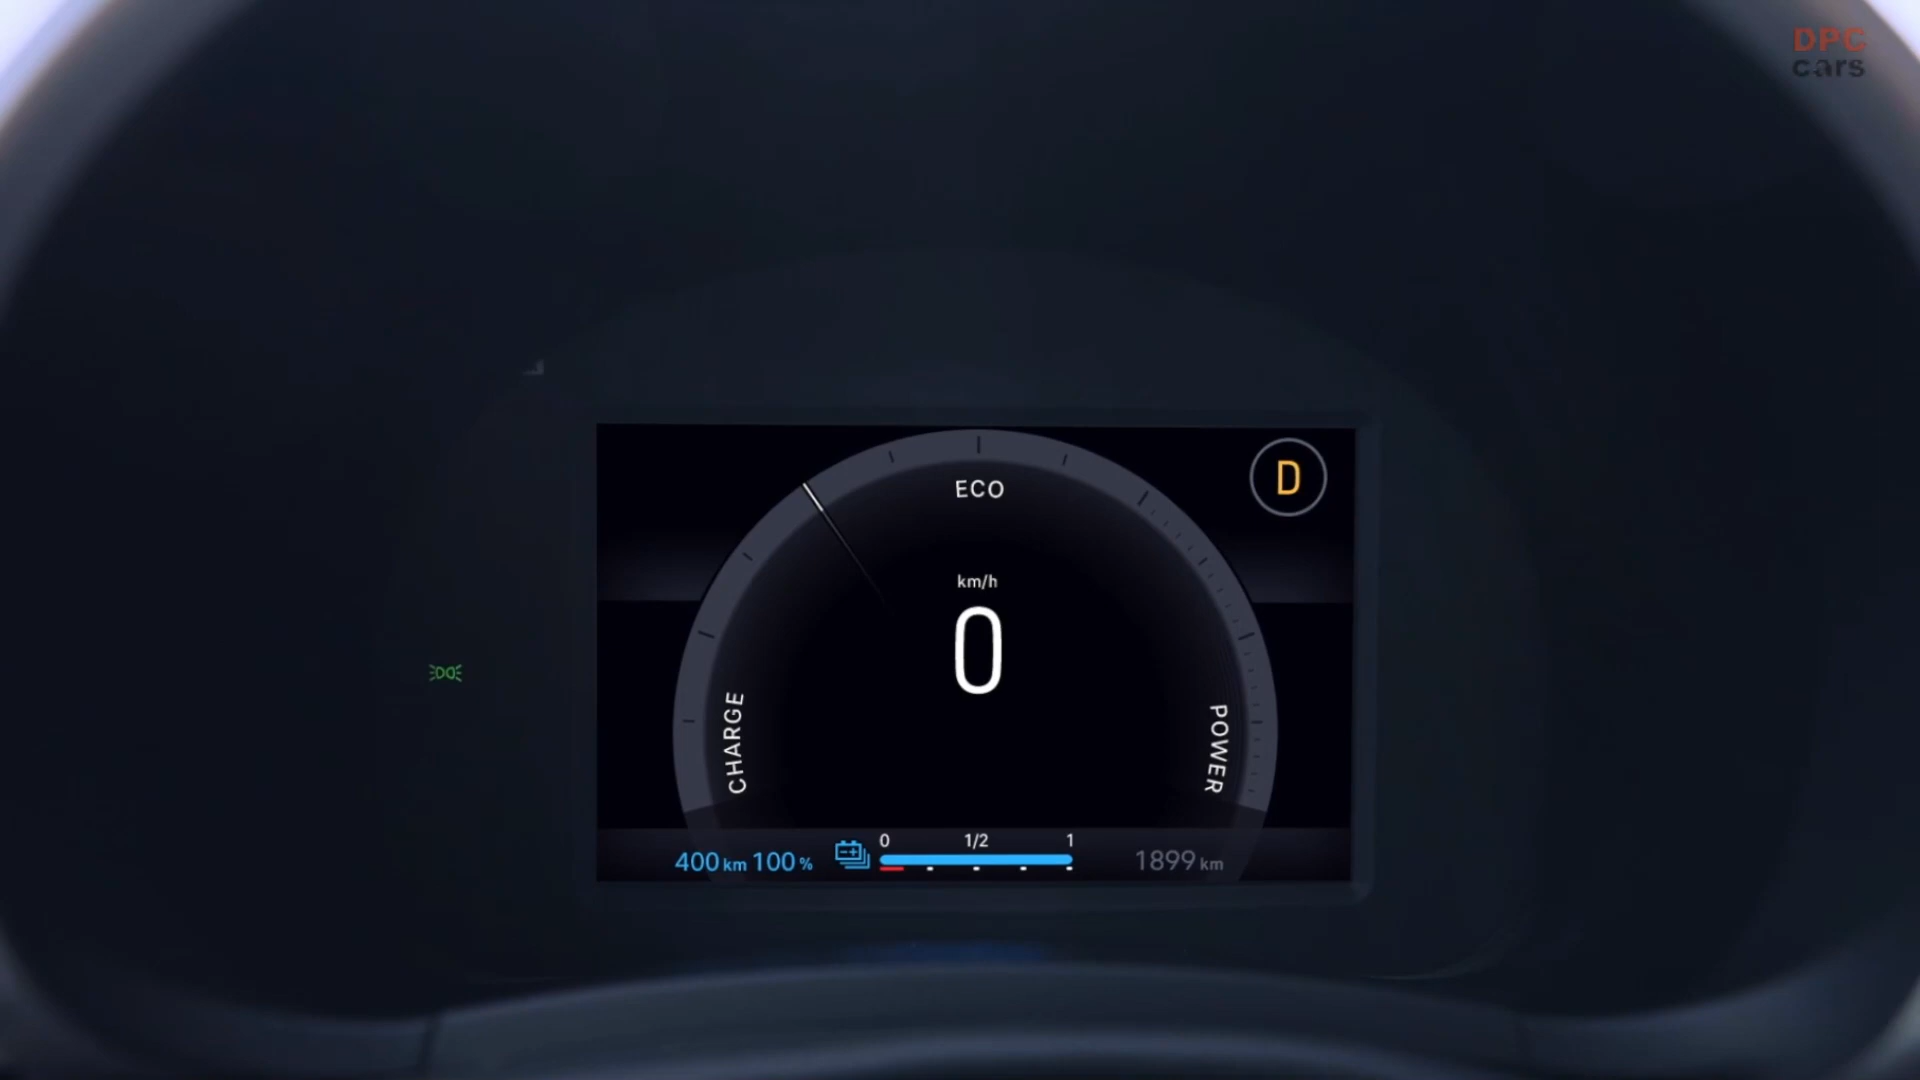 DPC
cars
D
ECO
km/h
0
CHARGE
POWER
0 1/2 1
400 km 100 %
1899 km